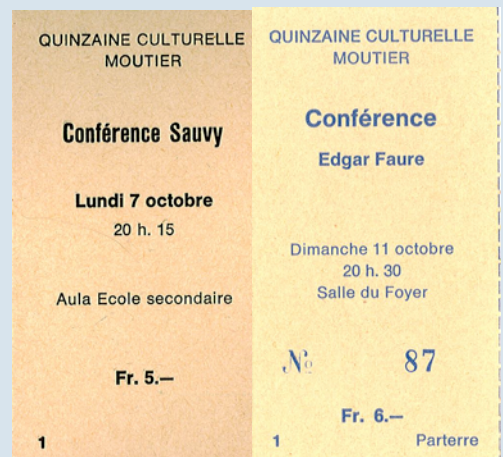 QUINZAINE CULTURELLE
MOUTIER
Conférence Sauvy
Lundi 7 octobre
20 h. 15
Aula Ecole secondaire
Fr. 5.—
1
QUINZAINE CULTURELLE
MOUTIER
Conférence
Edgar Faure
Dimanche 11 octobre
20 h. 30
Salle du Foyer
№ 87
Fr. 6.—
1 Parterre